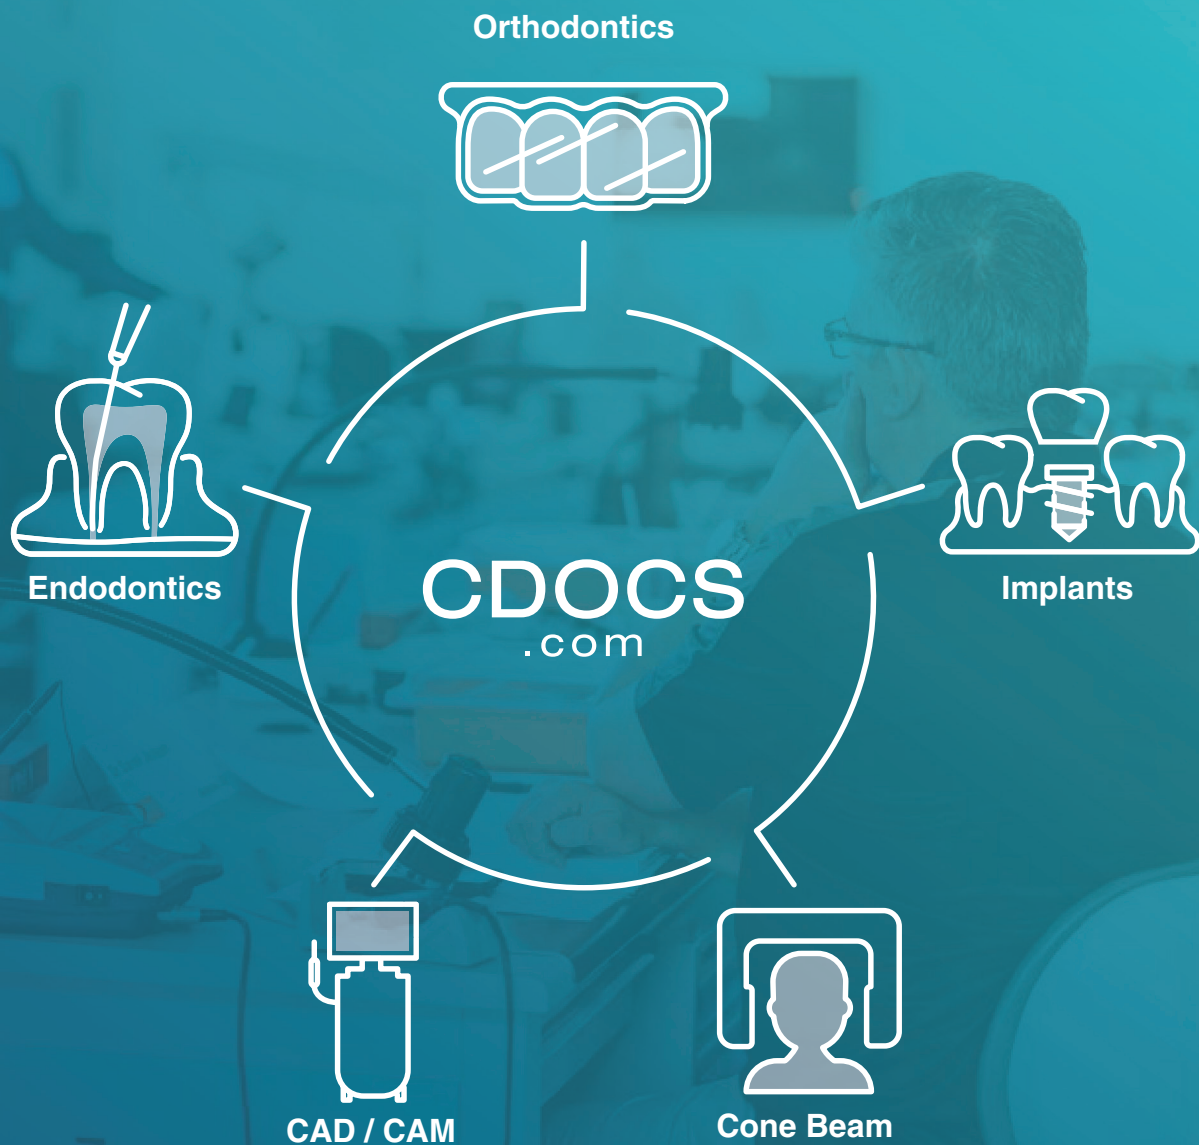 Orthodontics
Endodontics
Implants
CDOCS
.com
CAD / CAM
Cone Beam